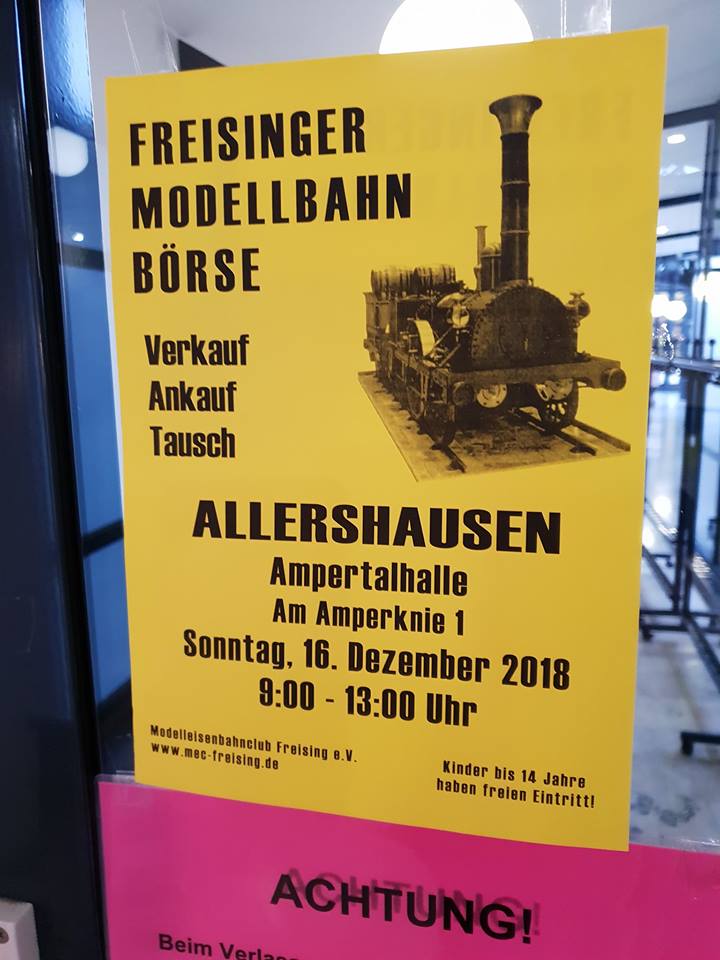 FREISINGER
MODELLBAHN
BÖRSE
Verkauf
Ankauf
Tausch
ALLERSHAUSEN
Ampertalhalle
Am Amperknie 1
Sonntag, 16. Dezember 2018
9:00 - 13:00 Uhr
Modelleisenbahnclub Freising e.V.
www.mec-freising.de
Kinder bis 14 Jahre
haben freien Eintritt!
ACHTUNG!
Beim